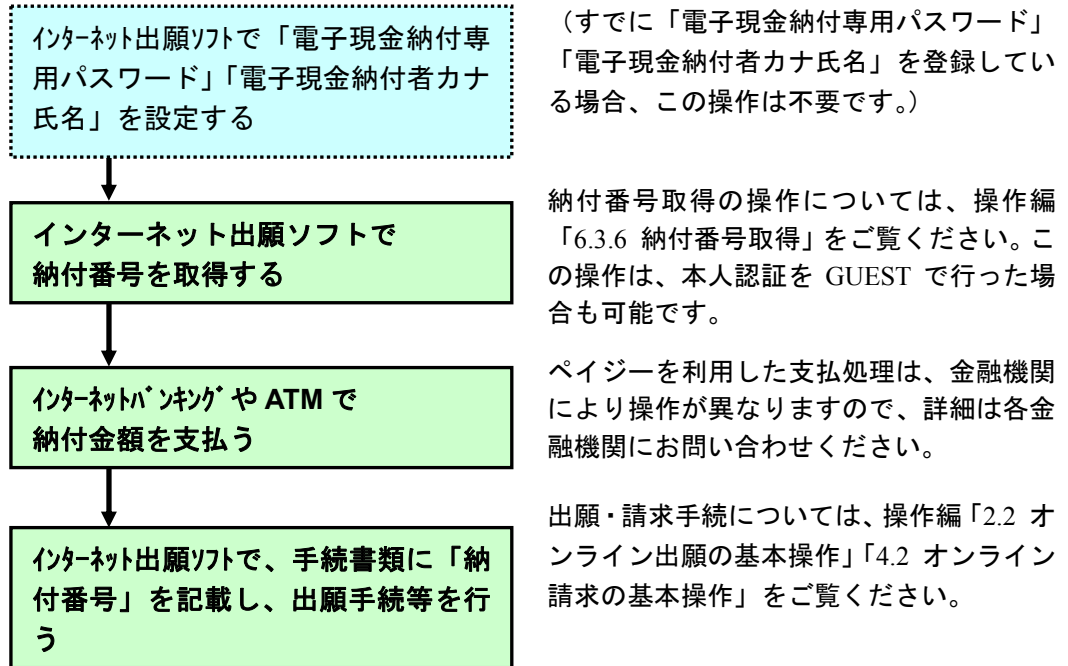 インターネット出願ソフトで「電子現金納付専
用パスワード」「電子現金納付者カナ
氏名」を設定する
（すでに「電子現金納付専用パスワード」
「電子現金納付者カナ氏名」を登録してい
る場合、この操作は不要です。）
インターネット出願ソフトで
納付番号を取得する
納付番号取得の操作については、操作編
「6.3.6 納付番号取得」をご覧ください。こ
の操作は、本人認証を GUEST で行った場
合も可能です。
インターネットバンキングや ATM で
納付金額を支払う
ペイジーを利用した支払処理は、金融機関
により操作が異なりますので、詳細は各金
融機関にお問い合わせください。
インターネット出願ソフトで、手続書類に「納
付番号」を記載し、出願手続等を行
う
出願・請求手続については、操作編「2.2 オ
ンライン出願の基本操作」「4.2 オンライン
請求の基本操作」をご覧ください。